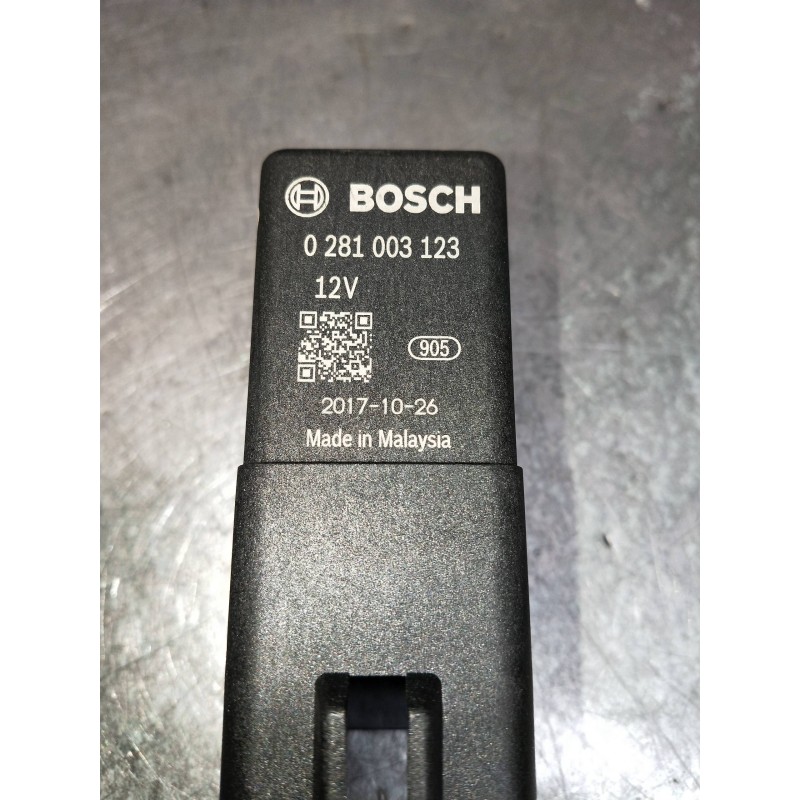 BOSCH
0 281 003 123
12V
905
2017-10-26
Made in Malaysia